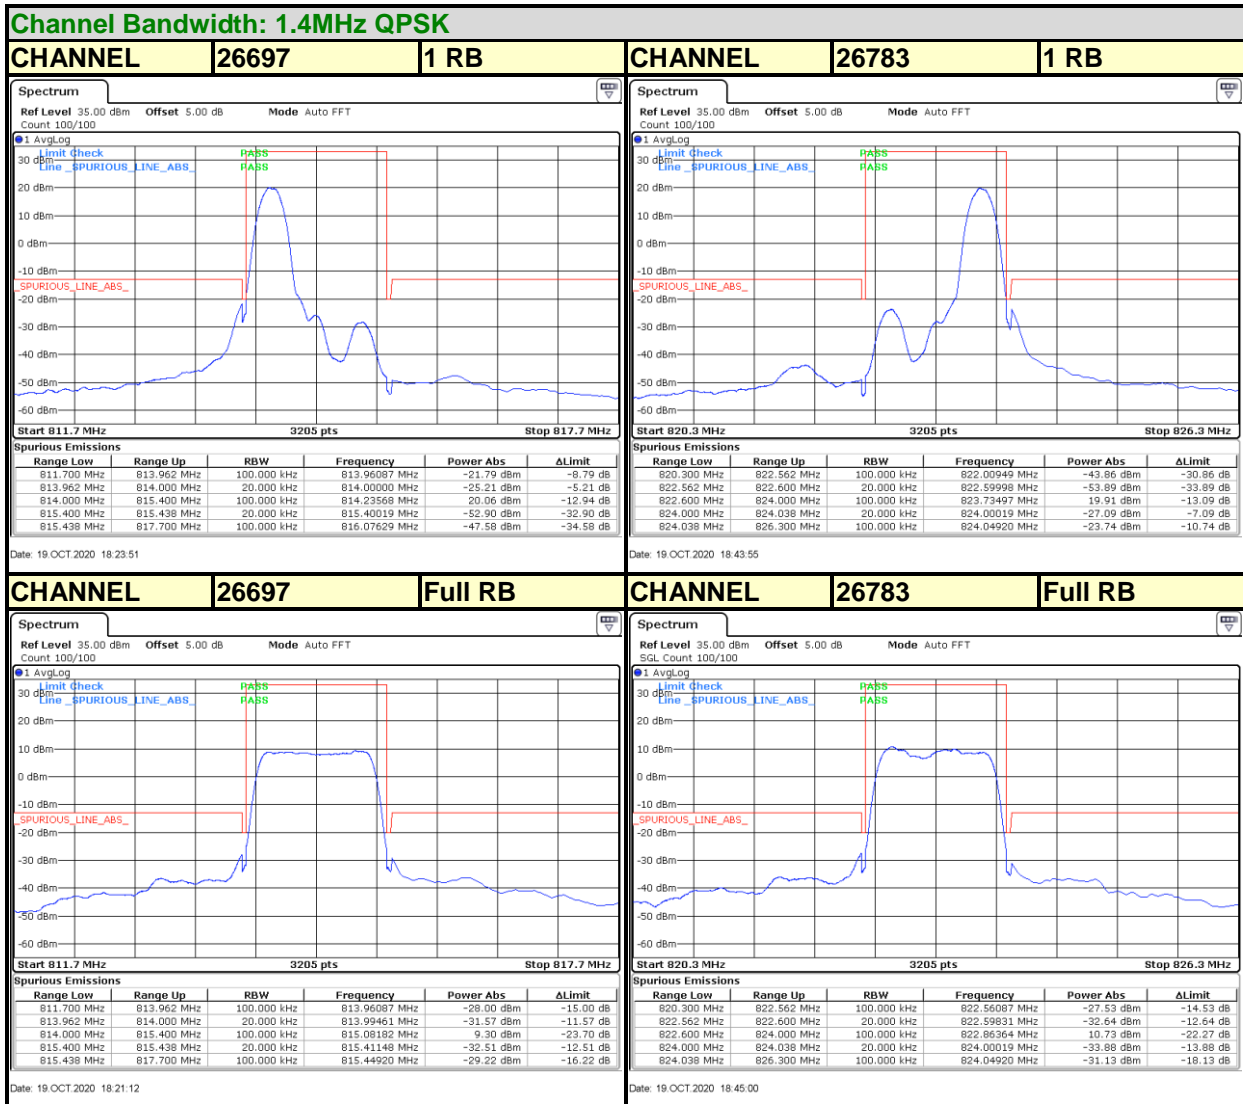 Channel Bandwidth: 1.4MHz QPSK
CHANNEL 26697 1 RB CHANNEL 26783 1 RB
Spectrum
Ref Level 35.00 dBm Offset 5.00 dB Mode Auto FFT
Count 100/100
1 AvgLog
Limit Check PASS
Line _SPURIOUS_LINE_ABS_ PASS
30 dBm
20 dBm
10 dBm
0 dBm
-10 dBm
_SPURIOUS_LINE_ABS_
-20 dBm
-30 dBm
-40 dBm
-50 dBm
-60 dBm
Start 811.7 MHz 3205 pts Stop 817.7 MHz
Spurious Emissions
Range Low Range Up RBW Frequency Power Abs ΔLimit
811.700 MHz 813.962 MHz 100.000 kHz 813.96087 MHz -21.79 dBm -8.79 dB
813.962 MHz 814.000 MHz 20.000 kHz 814.00000 MHz -25.21 dBm -5.21 dB
814.000 MHz 815.400 MHz 100.000 kHz 814.23568 MHz 20.06 dBm -12.94 dB
815.400 MHz 815.438 MHz 20.000 kHz 815.40019 MHz -52.90 dBm -32.90 dB
815.438 MHz 817.700 MHz 100.000 kHz 816.07629 MHz -47.58 dBm -34.58 dB
Date: 19.OCT.2020 18:23:51
Spectrum
Ref Level 35.00 dBm Offset 5.00 dB Mode Auto FFT
Count 100/100
1 AvgLog
Limit Check PASS
Line _SPURIOUS_LINE_ABS_ PASS
30 dBm
20 dBm
10 dBm
0 dBm
-10 dBm
_SPURIOUS_LINE_ABS_
-20 dBm
-30 dBm
-40 dBm
-50 dBm
-60 dBm
Start 820.3 MHz 3205 pts Stop 826.3 MHz
Spurious Emissions
Range Low Range Up RBW Frequency Power Abs ΔLimit
820.300 MHz 822.562 MHz 100.000 kHz 822.00949 MHz -43.86 dBm -30.86 dB
822.562 MHz 822.600 MHz 20.000 kHz 822.59998 MHz -53.89 dBm -33.89 dB
822.600 MHz 824.000 MHz 100.000 kHz 823.73497 MHz 19.91 dBm -13.09 dB
824.000 MHz 824.038 MHz 20.000 kHz 824.00019 MHz -27.09 dBm -7.09 dB
824.038 MHz 826.300 MHz 100.000 kHz 824.04920 MHz -23.74 dBm -10.74 dB
Date: 19.OCT.2020 18:43:55
CHANNEL 26697 Full RB CHANNEL 26783 Full RB
Spectrum
Ref Level 35.00 dBm Offset 5.00 dB Mode Auto FFT
Count 100/100
1 AvgLog
Limit Check PASS
Line _SPURIOUS_LINE_ABS_ PASS
30 dBm
20 dBm
10 dBm
0 dBm
-10 dBm
_SPURIOUS_LINE_ABS_
-20 dBm
-30 dBm
-40 dBm
-50 dBm
-60 dBm
Start 811.7 MHz 3205 pts Stop 817.7 MHz
Spurious Emissions
Range Low Range Up RBW Frequency Power Abs ΔLimit
811.700 MHz 813.962 MHz 100.000 kHz 813.96087 MHz -28.00 dBm -15.00 dB
813.962 MHz 814.000 MHz 20.000 kHz 813.99461 MHz -31.57 dBm -11.57 dB
814.000 MHz 815.400 MHz 100.000 kHz 815.08182 MHz 9.30 dBm -23.70 dB
815.400 MHz 815.438 MHz 20.000 kHz 815.41148 MHz -32.51 dBm -12.51 dB
815.438 MHz 817.700 MHz 100.000 kHz 815.44920 MHz -29.22 dBm -16.22 dB
Date: 19.OCT.2020 18:21:12
Spectrum
Ref Level 35.00 dBm Offset 5.00 dB Mode Auto FFT
SGL Count 100/100
1 AvgLog
Limit Check PASS
Line _SPURIOUS_LINE_ABS_ PASS
30 dBm
20 dBm
10 dBm
0 dBm
-10 dBm
_SPURIOUS_LINE_ABS_
-20 dBm
-30 dBm
-40 dBm
-50 dBm
-60 dBm
Start 820.3 MHz 3205 pts Stop 826.3 MHz
Spurious Emissions
Range Low Range Up RBW Frequency Power Abs ΔLimit
820.300 MHz 822.562 MHz 100.000 kHz 822.56087 MHz -27.53 dBm -14.53 dB
822.562 MHz 822.600 MHz 20.000 kHz 822.59831 MHz -32.64 dBm -12.64 dB
822.600 MHz 824.000 MHz 100.000 kHz 822.86364 MHz 10.73 dBm -22.27 dB
824.000 MHz 824.038 MHz 20.000 kHz 824.00019 MHz -33.88 dBm -13.88 dB
824.038 MHz 826.300 MHz 100.000 kHz 824.04920 MHz -31.13 dBm -18.13 dB
Date: 19.OCT.2020 18:45:00